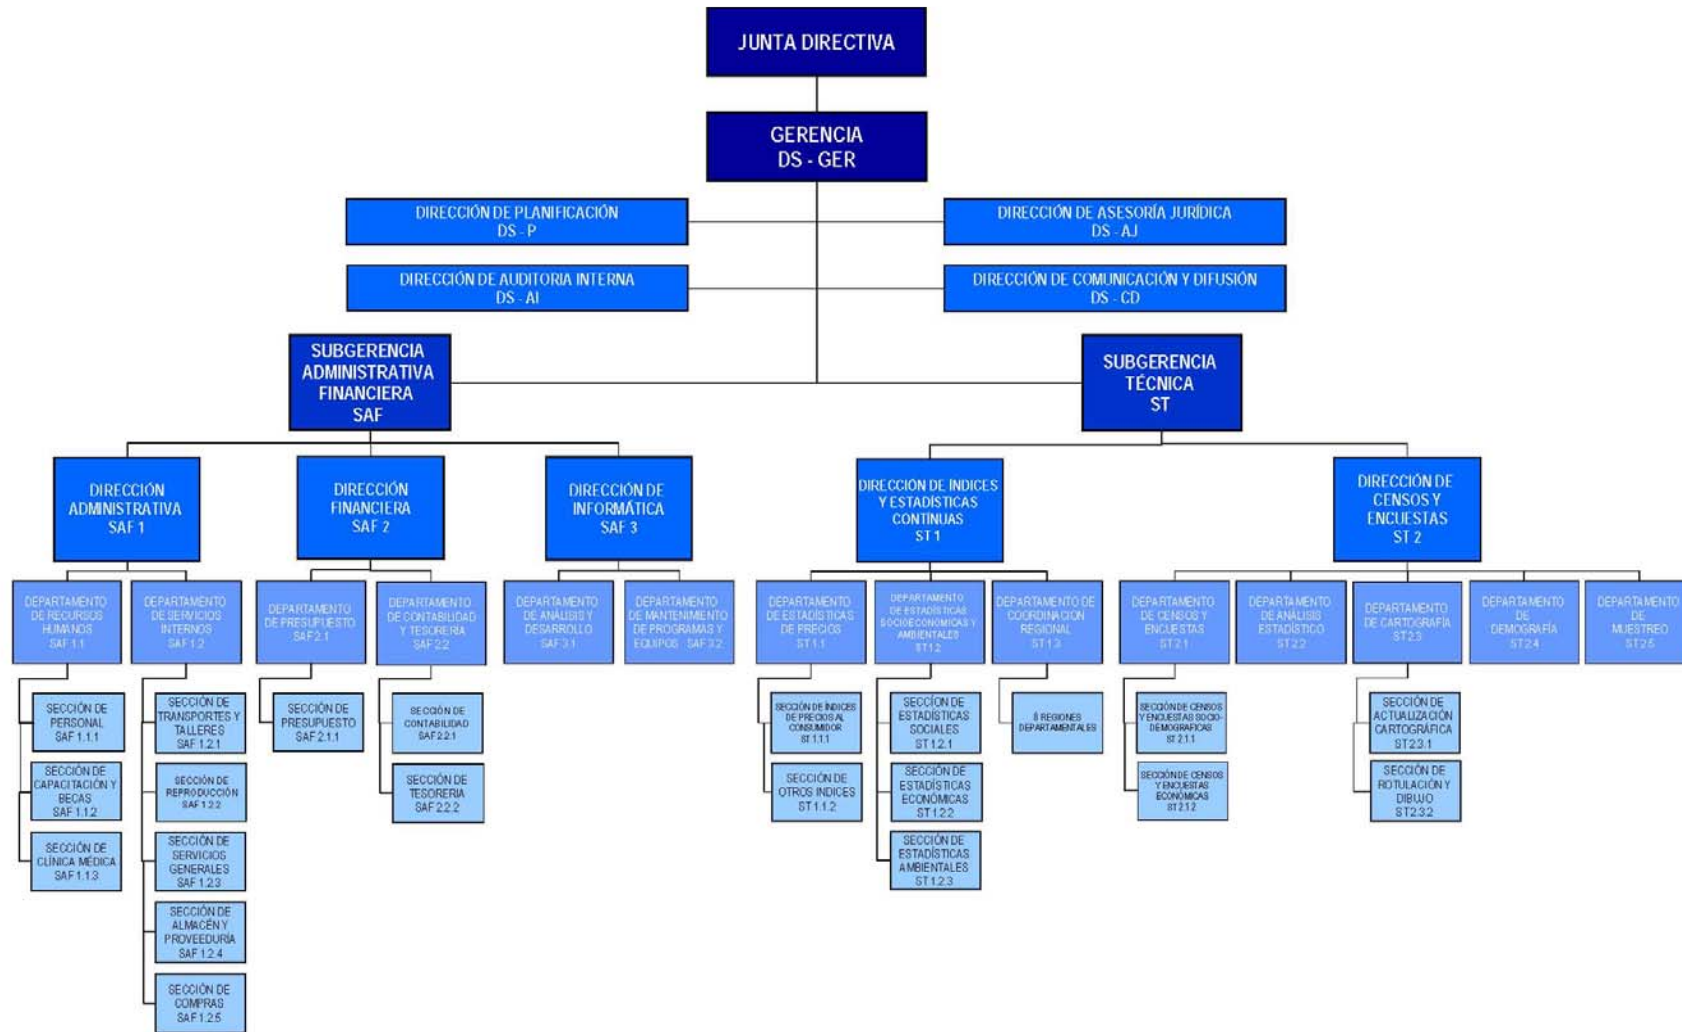 JUNTA DIRECTIVA
GERENCIA
DS - GER
DIRECCIÓN DE PLANIFICACIÓN
DS - P
DIRECCIÓN DE ASESORÍA JURÍDICA
DS - AJ
DIRECCIÓN DE AUDITORIA INTERNA
DS - AI
DIRECCIÓN DE COMUNICACIÓN Y DIFUSIÓN
DS - CD
SUBGERENCIA
ADMINISTRATIVA
FINANCIERA
SAF
SUBGERENCIA
TÉCNICA
ST
DIRECCIÓN
ADMINISTRATIVA
SAF 1
DIRECCIÓN
FINANCIERA
SAF 2
DIRECCIÓN DE
INFORMÁTICA
SAF 3
DIRECCIÓN DE ÍNDICES
Y ESTADÍSTICAS
CONTÍNUAS
ST 1
DIRECCIÓN DE
CENSOS Y
ENCUESTAS
ST 2
DEPARTAMENTO
DE RECURSOS
HUMANOS
SAF 1.1
DEPARTAMENTO
DE SERVICIOS
INTERNOS
SAF 1.2
DEPARTAMENTO
DE PRESUPUESTO
SAF 2.1
DEPARTAMENTO
DE CONTABILIDAD
Y TESORERIA
SAF 2.2
DEPARTAMENTO
DE ANÁLISIS Y
DESARROLLO
SAF 3.1
DEPARTAMENTO
DE MANTENIMIENTO
DE PROGRAMAS Y
EQUIPOS SAF 3.2
DEPARTAMENTO
DE ESTADÍSTICAS
DE PRECIOS
ST 1.1
DEPARTAMENTO
DE ESTADÍSTICAS
SOCIOECONÓMICAS Y
AMBIENTALES
ST 1.2
DEPARTAMENTO DE
COORDINACION
REGIONAL
ST 1.3
DEPARTAMENTO
DE CENSOS Y
ENCUESTAS
ST 2.1
DEPARTAMENTO
DE ANÁLISIS
ESTADÍSTICO
ST 2.2
DEPARTAMENTO
DE CARTOGRAFÍA
ST 2.3
DEPARTAMENTO
DE
DEMOGRAFÍA
ST 2.4
DEPARTAMENTO
DE
MUESTREO
ST 2.5
SECCIÓN DE
PERSONAL
SAF 1.1.1
SECCIÓN DE
CAPACITACIÓN Y
BECAS
SAF 1.1.2
SECCIÓN DE
CLÍNICA MÉDICA
SAF 1.1.3
SECCIÓN DE
TRANSPORTES Y
TALLERES
SAF 1.2.1
SECCIÓN DE
REPRODUCCIÓN
SAF 1.2.2
SECCIÓN DE
SERVICIOS
GENERALES
SAF 1.2.3
SECCIÓN DE
ALMACÉN Y
PROVEEDURÍA
SAF 1.2.4
SECCIÓN DE
COMPRAS
SAF 1.2.5
SECCIÓN DE
PRESUPUESTO
SAF 2.1.1
SECCIÓN DE
CONTABILIDAD
SAF 2.2.1
SECCIÓN DE
TESORERIA
SAF 2.2.2
SECCIÓN DE ÍNDICES
DE PRECIOS AL
CONSUMIDOR
ST 1.1.1
SECCIÓN DE
OTROS INDICES
ST 1.1.2
SECCÍON DE
ESTADÍSTICAS
SOCIALES
ST 1.2.1
SECCIÓN DE
ESTADÍSTICAS
ECONÓMICAS
ST 1.2.2
SECCIÓN DE
ESTADÍSTICAS
AMBIENTALES
ST 1.2.3
8 REGIONES
DEPARTAMENTALES
SECCIÓN DE CENSOS
Y ENCUESTAS SOCIO-
DEMOGRAFICAS
ST 2.1.1
SECCIÓN DE CENSOS
Y ENCUESTAS
ECONÓMICAS
ST 2.1.2
SECCIÓN DE
ACTUALIZACIÓN
CARTOGRÁFICA
ST 2.3.1
SECCIÓN DE
ROTULACIÓN Y
DIBUJO
ST 2.3.2